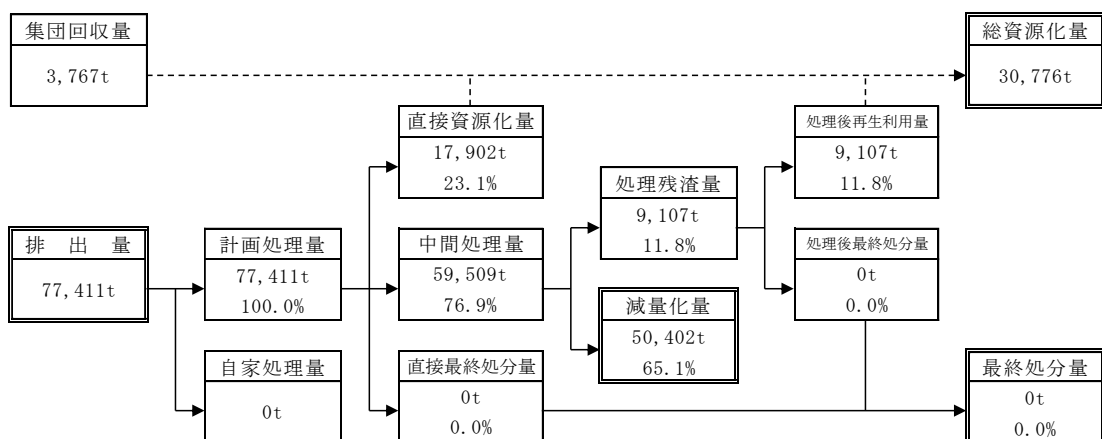 集団回収量
3,767t
総資源化量
30,776t
直接資源化量
17,902t
23.1%
処理後再生利用量
9,107t
11.8%
処理残渣量
9,107t
11.8%
排　出　量
77,411t
計画処理量
77,411t
100.0%
中間処理量
59,509t
76.9%
処理後最終処分量
0t
0.0%
減量化量
50,402t
65.1%
自家処理量
0t
直接最終処分量
0t
0.0%
最終処分量
0t
0.0%